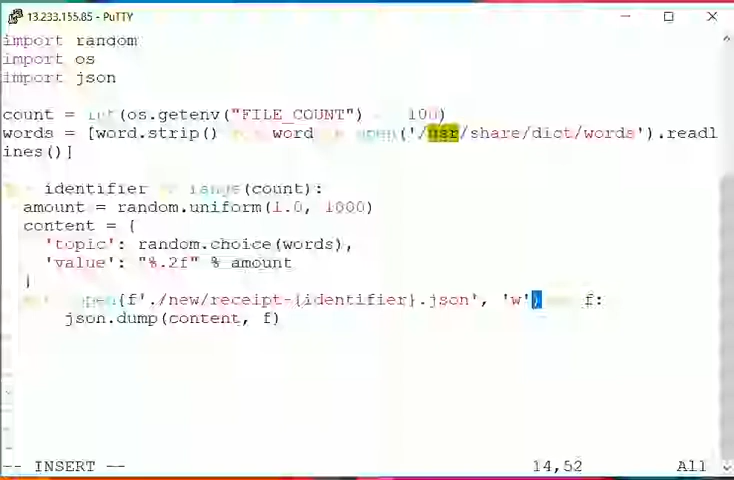 13.233.155.85 - PuTTY
import random
import os
import json
count = int(os.getenv("FILE_COUNT") 100)
words = [word.strip() for word in open('/usr/share/dict/words').readl
ines()]
identifier in range(count):
amount = random.uniform(1.0, 1000)
content = {
'topic': random.choice(words),
'value': "%.2f" % amount
}
open(f'./new/receipt-{identifier}.json', 'w') f:
json.dump(content, f)
-- INSERT --
14,52
All